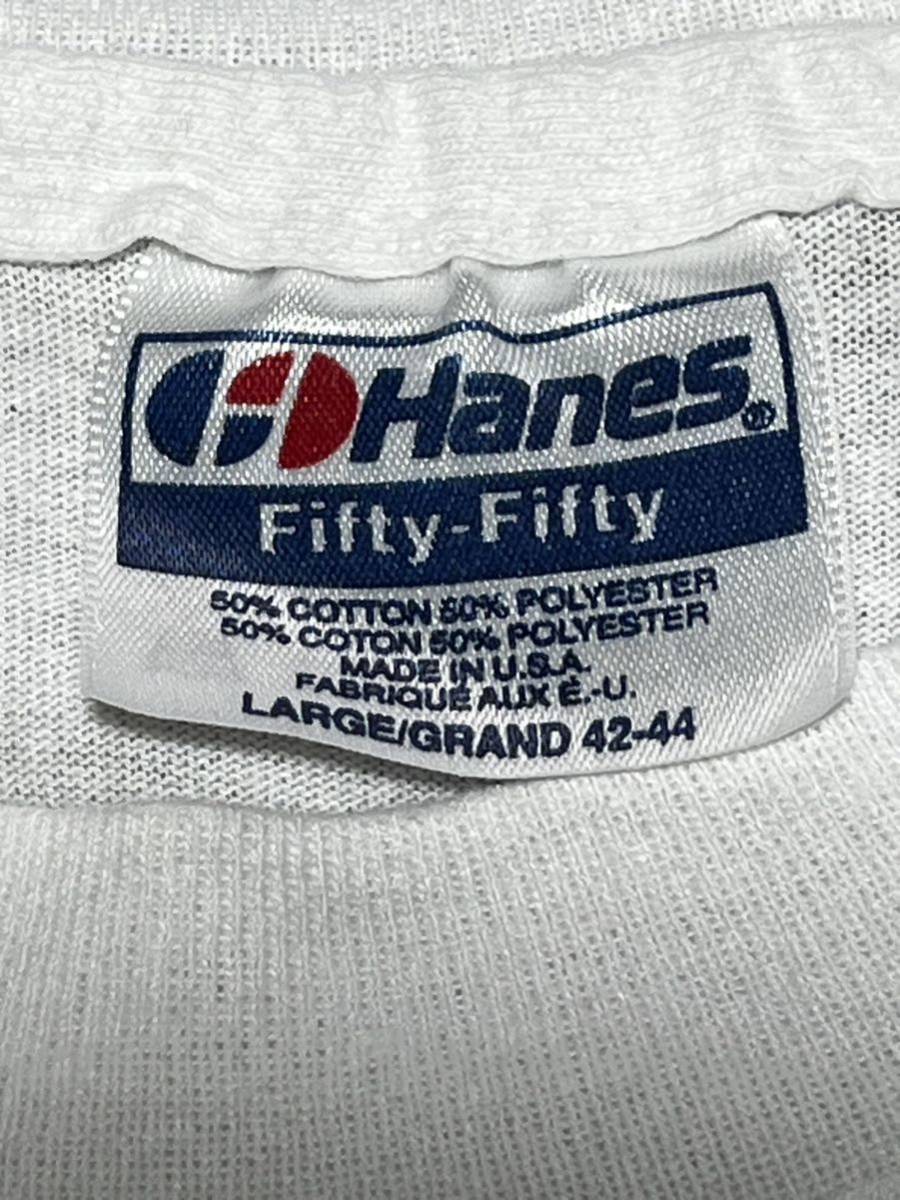 Hanes®
Fifty-Fifty
50% COTTON 50% POLYESTER
50% COTON 50% POLYESTER
MADE IN U.S.A.
FABRIQUÉ AUX É.-U.
LARGE/GRAND 42-44